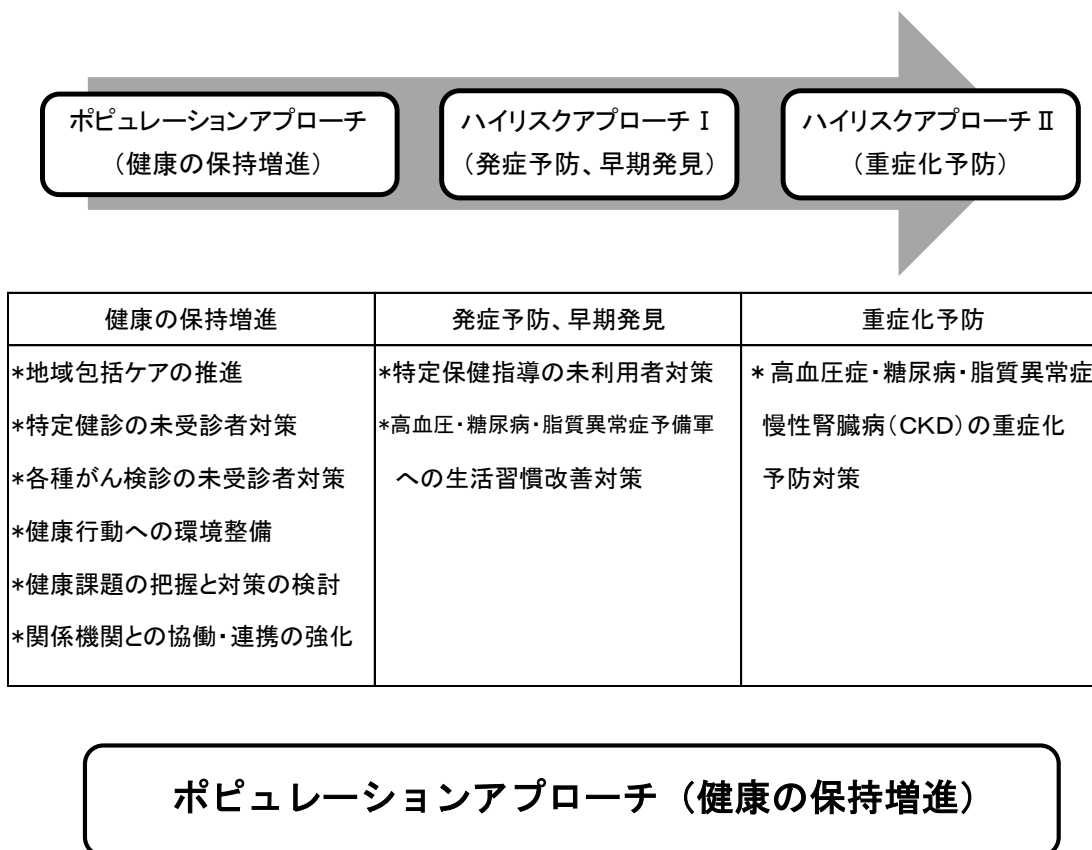 ポピュレーションアプローチ
（健康の保持増進）
ハイリスクアプローチ Ⅰ
（発症予防、早期発見）
ハイリスクアプローチ Ⅱ
（重症化予防）
健康の保持増進
*地域包括ケアの推進
*特定健診の未受診者対策
*各種がん検診の未受診者対策
*健康行動への環境整備
*健康課題の把握と対策の検討
*関係機関との協働・連携の強化
発症予防、早期発見
*特定保健指導の未利用者対策
*高血圧・糖尿病・脂質異常症予備軍
への生活習慣改善対策
重症化予防
*高血圧症・糖尿病・脂質異常症
慢性腎臓病（CKD）の重症化
予防対策
ポピュレーションアプローチ（健康の保持増進）